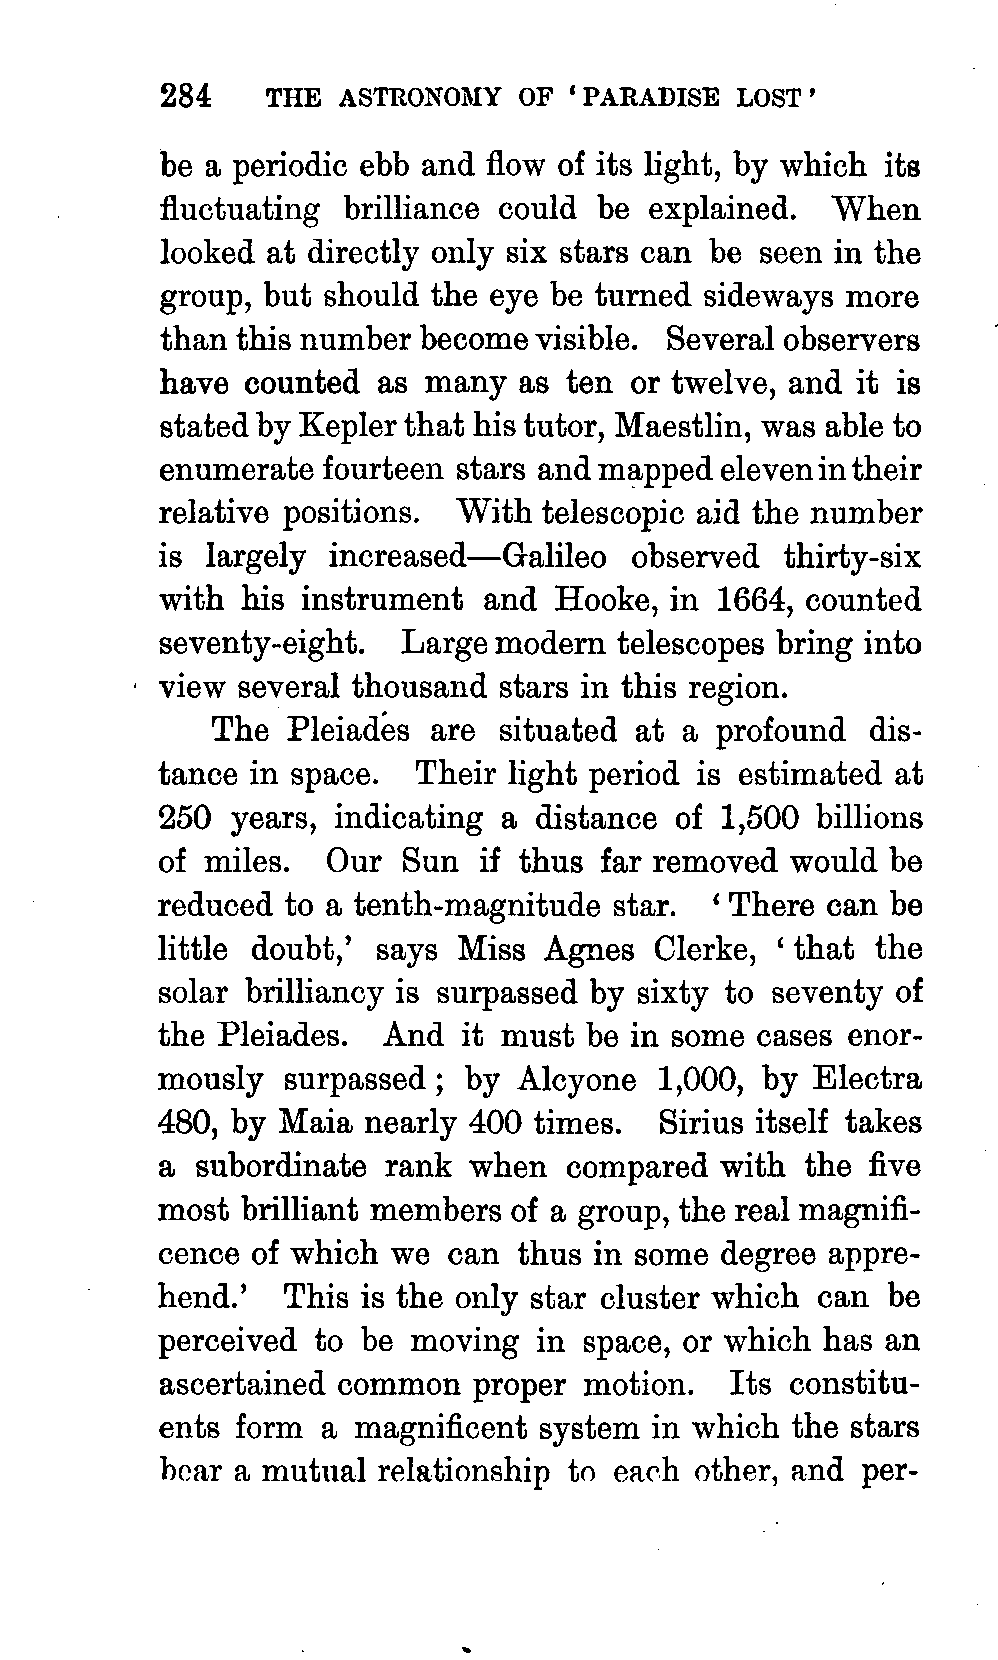 284 THE ASTRONOMY OF ‘PARADISE LOST’
be a periodic ebb and flow of its light, by which its
fluctuating brilliance could be explained. When
looked at directly only six stars can be seen in the
group, but should the eye be turned sideways more
than this number become visible. Several observers
have counted as many as ten or twelve, and it is
stated by Kepler that his tutor, Maestlin, was able to
enumerate fourteen stars and mapped eleven in their
relative positions. With telescopic aid the number
is largely increased—Galileo observed thirty-six
with his instrument and Hooke, in 1664, counted
seventy-eight. Large modern telescopes bring into
view several thousand stars in this region.
The Pleiades are situated at a profound dis-
tance in space. Their light period is estimated at
250 years, indicating a distance of 1,500 billions
of miles. Our Sun if thus far removed would be
reduced to a tenth-magnitude star. ‘There can be
little doubt,’ says Miss Agnes Clerke, ‘that the
solar brilliancy is surpassed by sixty to seventy of
the Pleiades. And it must be in some cases enor-
mously surpassed; by Alcyone 1,000, by Electra
480, by Maia nearly 400 times. Sirius itself takes
a subordinate rank when compared with the five
most brilliant members of a group, the real magnifi-
cence of which we can thus in some degree appre-
hend.’ This is the only star cluster which can be
perceived to be moving in space, or which has an
ascertained common proper motion. Its constitu-
ents form a magnificent system in which the stars
bear a mutual relationship to each other, and per-